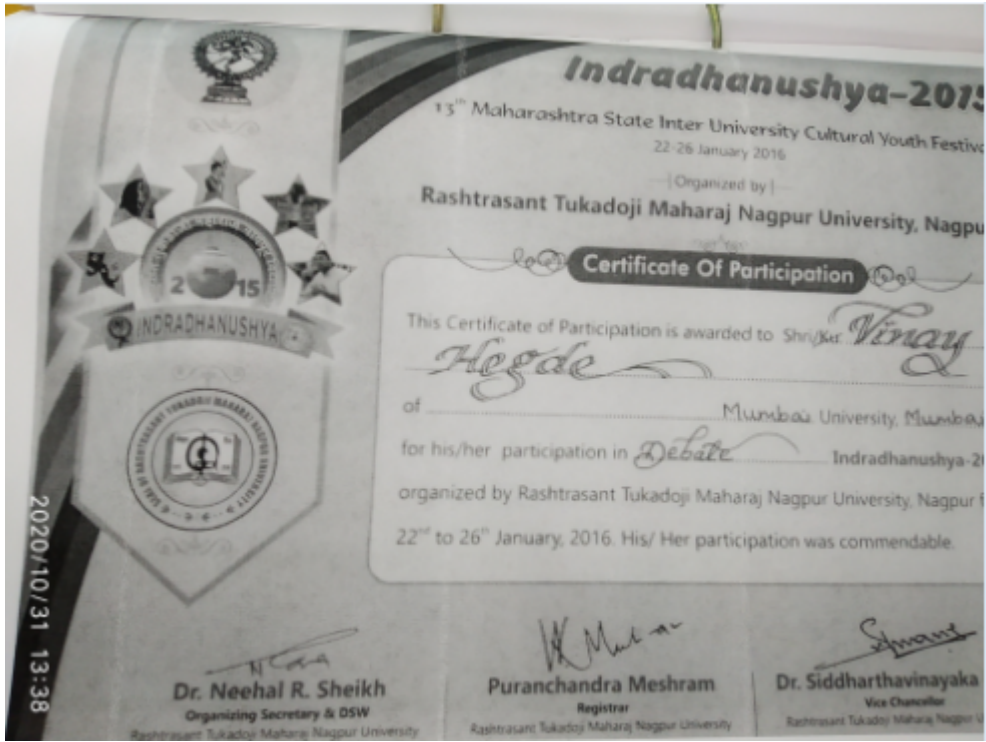 Indradhanushya-2015
13th Maharashtra State Inter University Cultural Youth Festiva
22-26 January 2016
Organized by
Rashtrasant Tukadoji Maharaj Nagpur University, Nagpu
Certificate Of Participation
This Certificate of Participation is awarded to Shri/Ku. Vinay
Hegde
of Mumbai University, Mumbai
for his/her participation in Debate Indradhanushya-20
organized by Rashtrasant Tukadoji Maharaj Nagpur University, Nagpur f
22nd to 26th January, 2016. His/ Her participation was commendable.
2015
INDRADHANUSHYA
Dr. Neehal R. Sheikh
Organizing Secretary & DSW
Rashtrasant Tukadoji Maharaj Nagpur University
Puranchandra Meshram
Registrar
Rashtrasant Tukadoji Maharaj Nagpur University
Dr. Siddharthavinayaka
Vice Chancellor
Rashtrasant Tukadoji Maharaj Nagpur U
2020/10/31 13:38